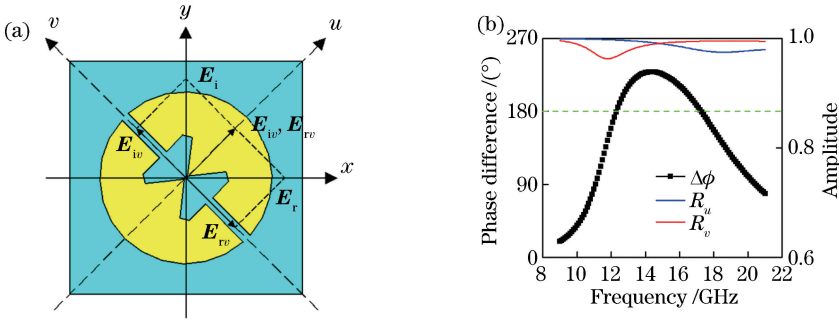 (a)
v
y
u
E_i
E_iv
E_iv, E_rv
x
E_r
E_rv
(b)
270
180
90
0
Phase difference /(°)
1.0
0.8
0.6
Amplitude
Δϕ
R_u
R_v
8 10 12 14 16 18 20 22
Frequency /GHz